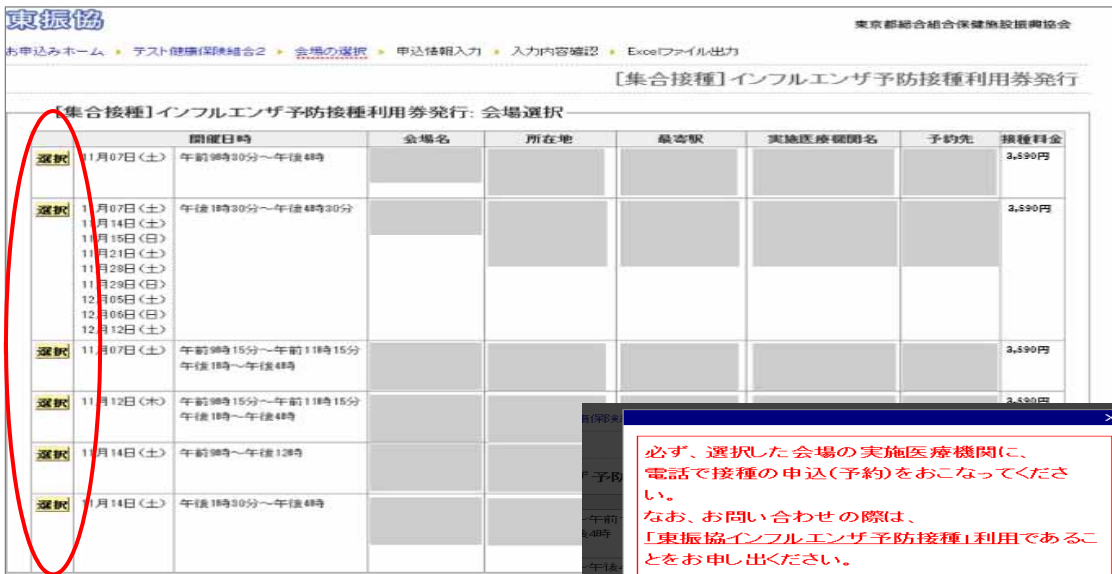 東振協
東京都総合組合保健施設振興協会
お申込みホーム ▸ テスト健康保険組合2 ▸ 会場の選択 ▸ 申込情報入力 ▸ 入力内容確認 ▸ Excelファイル出力
[集合接種]インフルエンザ予防接種利用券発行
[集合接種]インフルエンザ予防接種利用券発行: 会場選択
開催日時 会場名 所在地 最寄駅 実施医療機関名 予約先 接種料金
選択 11月07日(土) 午前9時30分～午後4時 3,590円
選択 11月07日(土) 午後1時30分～午後4時30分 3,590円
11月14日(土)
11月15日(日)
11月21日(土)
11月28日(土)
11月29日(日)
12月05日(土)
12月06日(日)
12月12日(土)
選択 11月07日(土) 午前9時15分～午前11時15分 3,590円
午後1時～午後4時
選択 11月12日(木) 午前9時15分～午前11時15分 3,590円
午後1時～午後4時
選択 11月14日(土) 午前9時～午後12時
選択 11月14日(土) 午後1時30分～午後4時
×
必ず、選択した会場の実施医療機関に、
電話で接種の申込(予約)をおこなってくださ
い。
なお、お問い合わせの際は、
「東振協インフルエンザ予防接種」利用であるこ
とをお申し出ください。